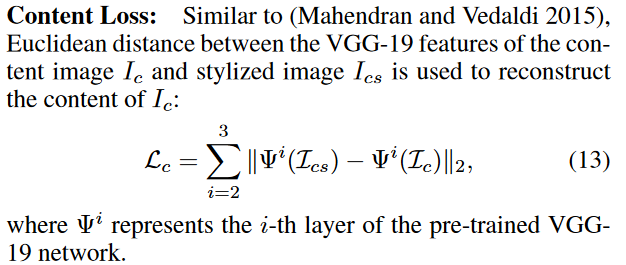 Content Loss: Similar to (Mahendran and Vedaldi 2015),
Euclidean distance between the VGG-19 features of the con-
tent image $I_c$ and stylized image $I_{cs}$ is used to reconstruct
the content of $I_c$:
$$\mathcal{L}_c = \sum_{i=2}^{3} \|\Psi^i(\mathcal{I}_{cs}) - \Psi^i(\mathcal{I}_c)\|_2, \quad (13)$$
where $\Psi^i$ represents the $i$-th layer of the pre-trained VGG-
19 network.